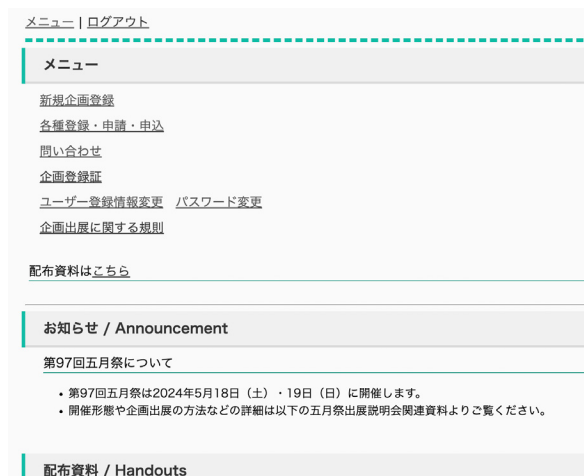 メニュー | ログアウト
メニュー
新規企画登録
各種登録・申請・申込
問い合わせ
企画登録証
ユーザー登録情報変更　パスワード変更
企画出展に関する規則
配布資料はこちら
お知らせ / Announcement
第97回五月祭について
• 第97回五月祭は2024年5月18日（土）・19日（日）に開催します。
• 開催形態や企画出展の方法などの詳細は以下の五月祭出展説明会関連資料よりご覧ください。
配布資料 / Handouts